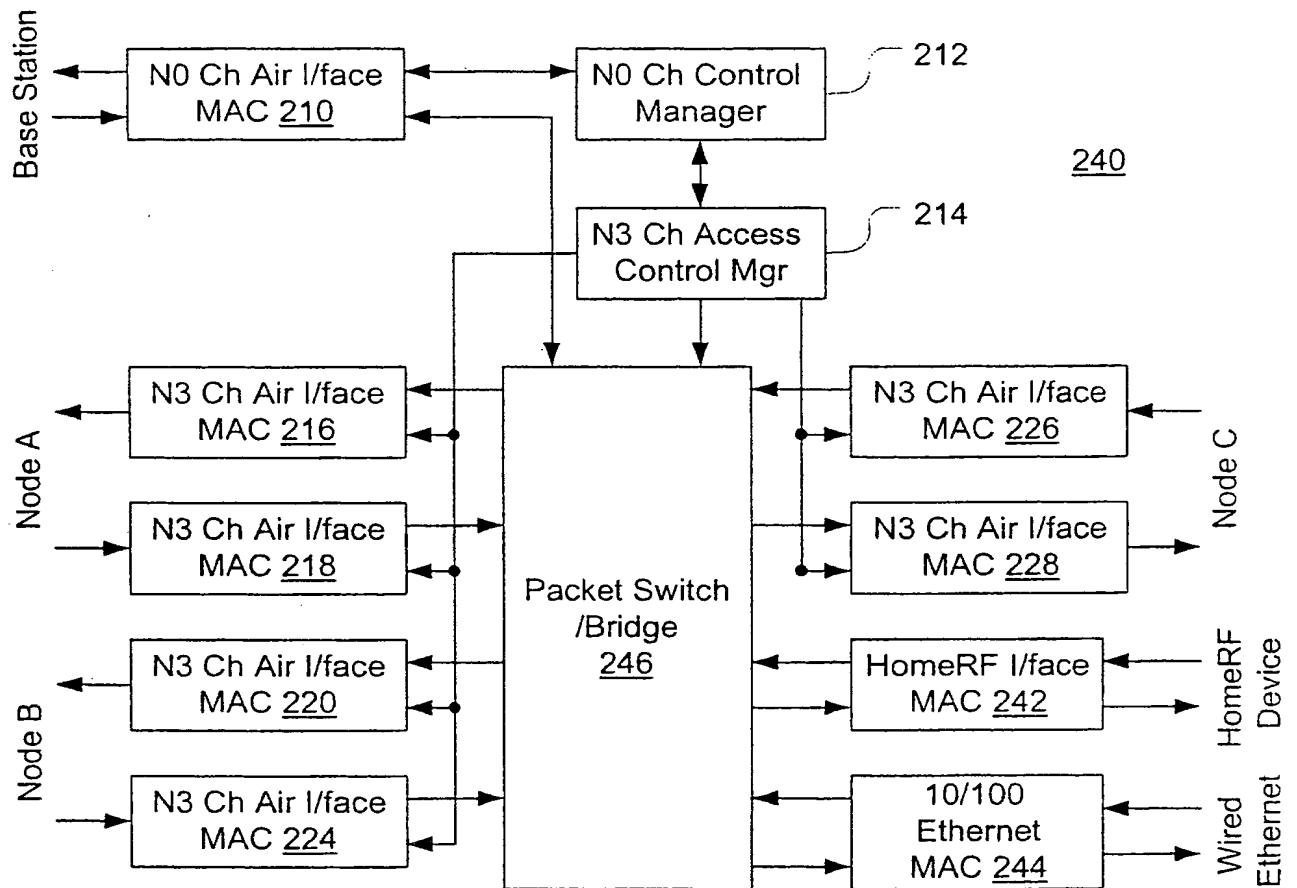 Base Station
N0 Ch Air I/face
MAC 210
N0 Ch Control
Manager
212
240
N3 Ch Access
Control Mgr
214
Node A
N3 Ch Air I/face
MAC 216
N3 Ch Air I/face
MAC 218
Node B
N3 Ch Air I/face
MAC 220
N3 Ch Air I/face
MAC 224
Packet Switch
/Bridge
246
N3 Ch Air I/face
MAC 226
N3 Ch Air I/face
MAC 228
Node C
HomeRF I/face
MAC 242
HomeRF
Device
10/100
Ethernet
MAC 244
Wired
Ethernet